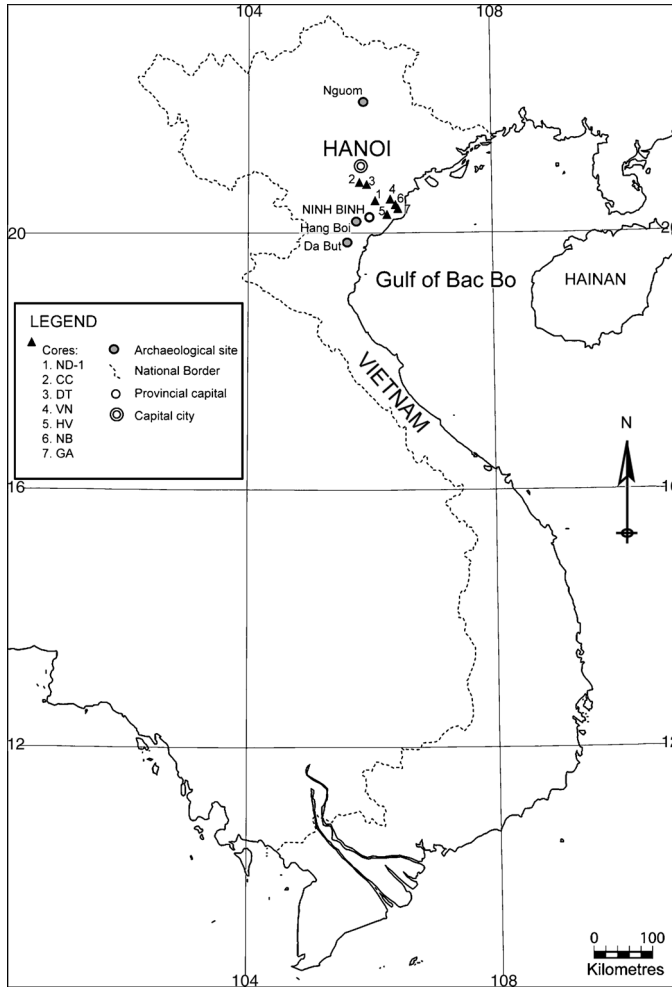 104
108
Nguom
HANOI
2
3
1
4
6
NINH BINH
5
Hang Boi
Da But
20
20
Gulf of Bac Bo
HAINAN
VIETNAM
LEGEND
Cores:
1. ND-1
2. CC
3. DT
4. VN
5. HV
6. NB
7. GA
Archaeological site
National Border
Provincial capital
Capital city
N
16
16
12
12
0 100
Kilometres
104
108